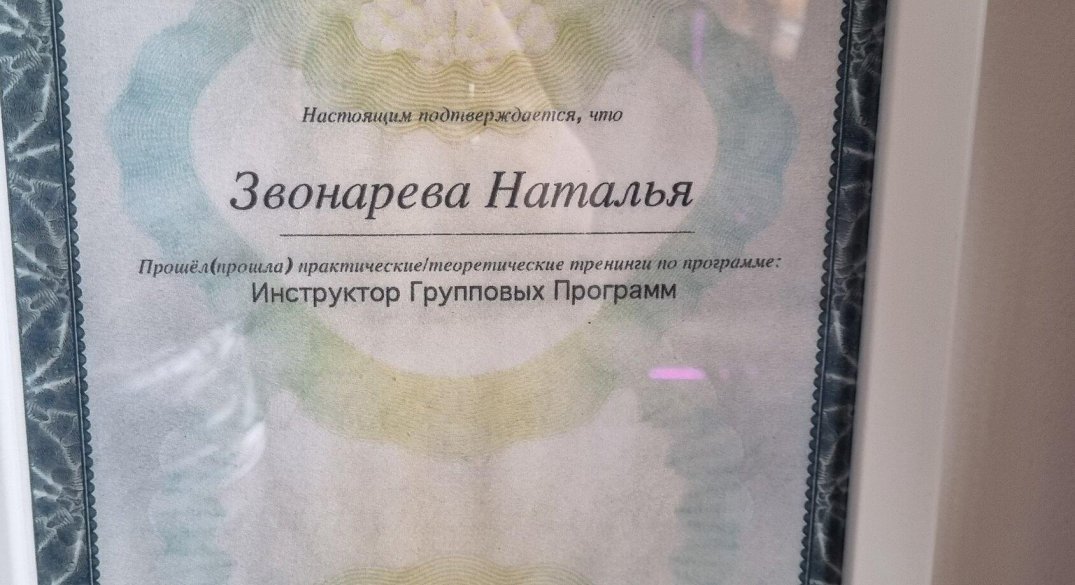 Настоящим подтверждается, что
Звонарева Наталья
Прошёл(прошла) практические/теоретические тренинги по программе:
Инструктор Групповых Программ